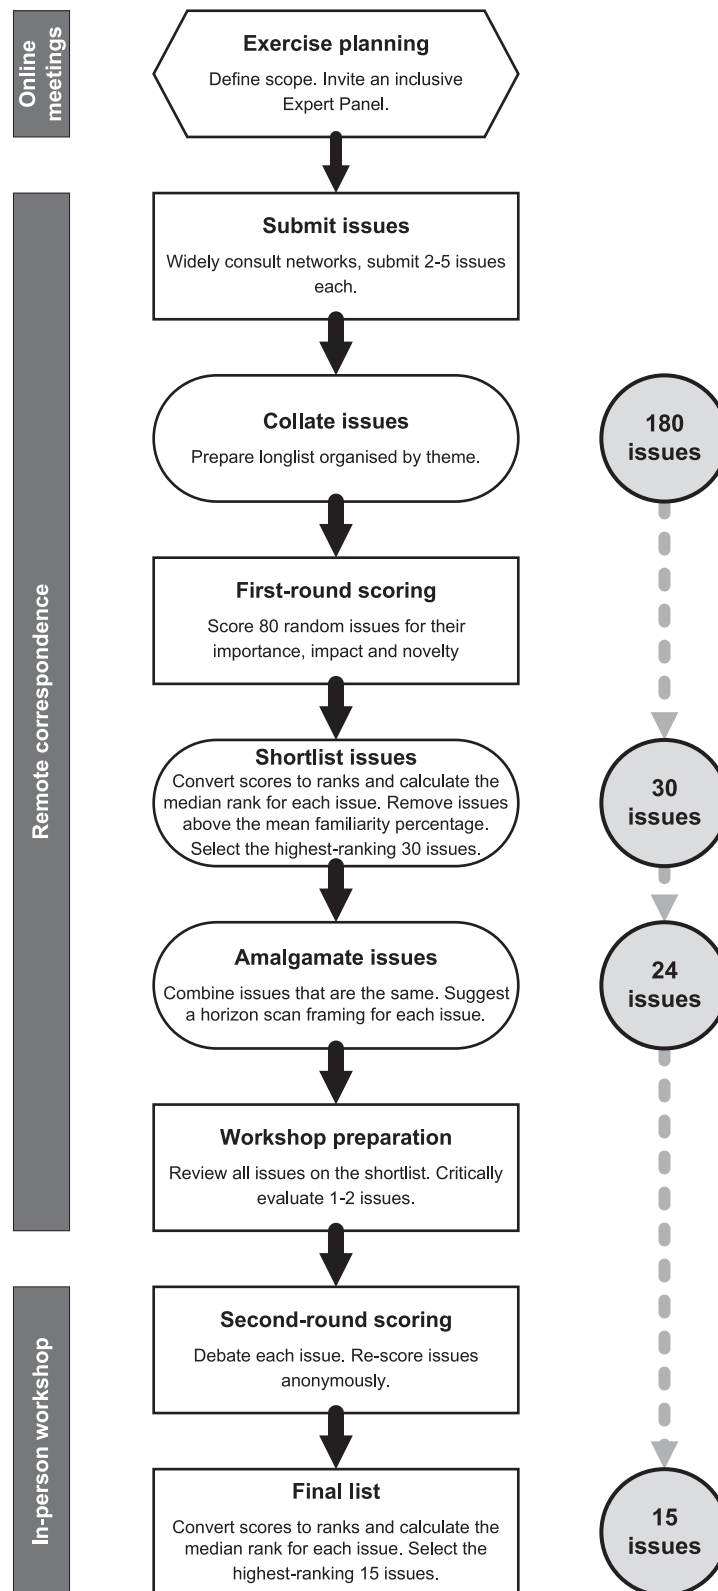 Online
meetings
Exercise planning
Define scope. Invite an inclusive
Expert Panel.
Remote correspondence
Submit issues
Widely consult networks, submit 2-5 issues
each.
Collate issues
Prepare longlist organised by theme.
180
issues
First-round scoring
Score 80 random issues for their
importance, impact and novelty
Shortlist issues
Convert scores to ranks and calculate the
median rank for each issue. Remove issues
above the mean familiarity percentage.
Select the highest-ranking 30 issues.
30
issues
Amalgamate issues
Combine issues that are the same. Suggest
a horizon scan framing for each issue.
24
issues
Workshop preparation
Review all issues on the shortlist. Critically
evaluate 1-2 issues.
In-person workshop
Second-round scoring
Debate each issue. Re-score issues
anonymously.
Final list
Convert scores to ranks and calculate the
median rank for each issue. Select the
highest-ranking 15 issues.
15
issues